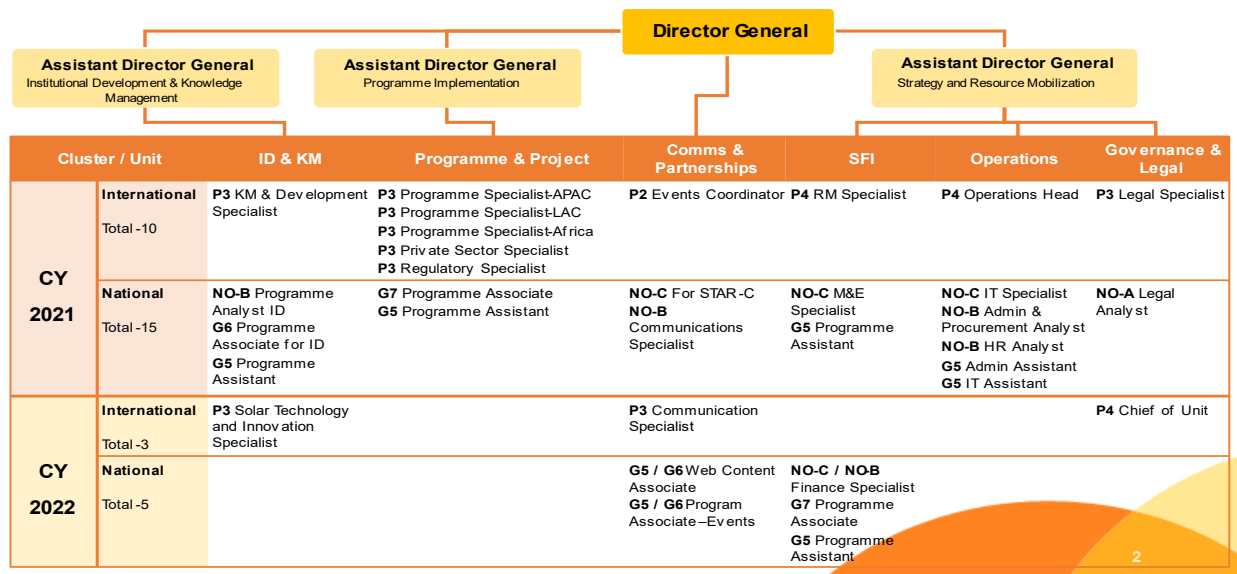 Director General
Assistant Director General
Institutional Development & Knowledge
Management
Assistant Director General
Programme Implementation
Assistant Director General
Strategy and Resource Mobilization
Cluster / Unit
ID & KM
Programme & Project
Comms &
Partnerships
SFI
Operations
Governance &
Legal
CY
2021
International
Total -10
P3 KM & Development
Specialist
P3 Programme Specialist-APAC
P3 Programme Specialist-LAC
P3 Programme Specialist-Africa
P3 Private Sector Specialist
P3 Regulatory Specialist
P2 Events Coordinator
P4 RM Specialist
P4 Operations Head
P3 Legal Specialist
National
Total -15
NO-B Programme
Analyst ID
G6 Programme
Associate for ID
G5 Programme
Assistant
G7 Programme Associate
G5 Programme Assistant
NO-C For STAR-C
NO-B
Communications
Specialist
NO-C M&E
Specialist
G5 Programme
Assistant
NO-C IT Specialist
NO-B Admin &
Procurement Analyst
NO-B HR Analyst
G5 Admin Assistant
G5 IT Assistant
NO-A Legal
Analyst
CY
2022
International
Total -3
P3 Solar Technology
and Innovation
Specialist
P3 Communication
Specialist
P4 Chief of Unit
National
Total -5
G5 / G6 Web Content
Associate
G5 / G6 Program
Associate–Events
NO-C / NO-B
Finance Specialist
G7 Programme
Associate
G5 Programme
Assistant
2